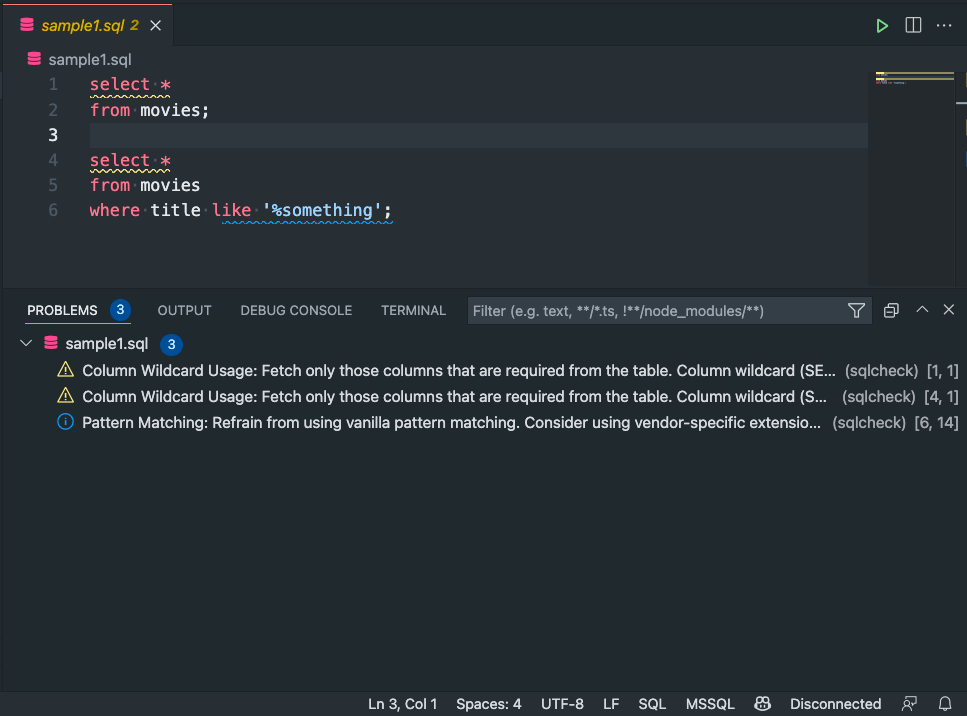 sample1.sql 2
sample1.sql
1 select *
2 from movies;
3
4 select *
5 from movies
6 where title like '%something';
PROBLEMS 3 OUTPUT DEBUG CONSOLE TERMINAL Filter (e.g. text, **/*.ts, !**/node_modules/**)
sample1.sql 3
Column Wildcard Usage: Fetch only those columns that are required from the table. Column wildcard (SE... (sqlcheck) [1, 1]
Column Wildcard Usage: Fetch only those columns that are required from the table. Column wildcard (S... (sqlcheck) [4, 1]
Pattern Matching: Refrain from using vanilla pattern matching. Consider using vendor-specific extensio... (sqlcheck) [6, 14]
Ln 3, Col 1 Spaces: 4 UTF-8 LF SQL MSSQL Disconnected